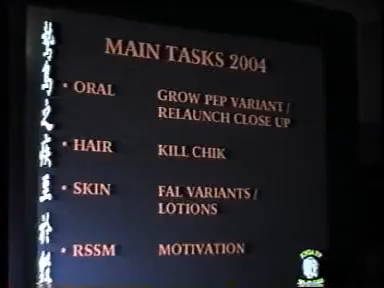 MAIN TASKS 2004
• ORAL
GROW PEP VARIANT /
RELAUNCH CLOSE UP
• HAIR
KILL CHIK
• SKIN
FAL VARIANTS /
LOTIONS
• RSSM
MOTIVATION